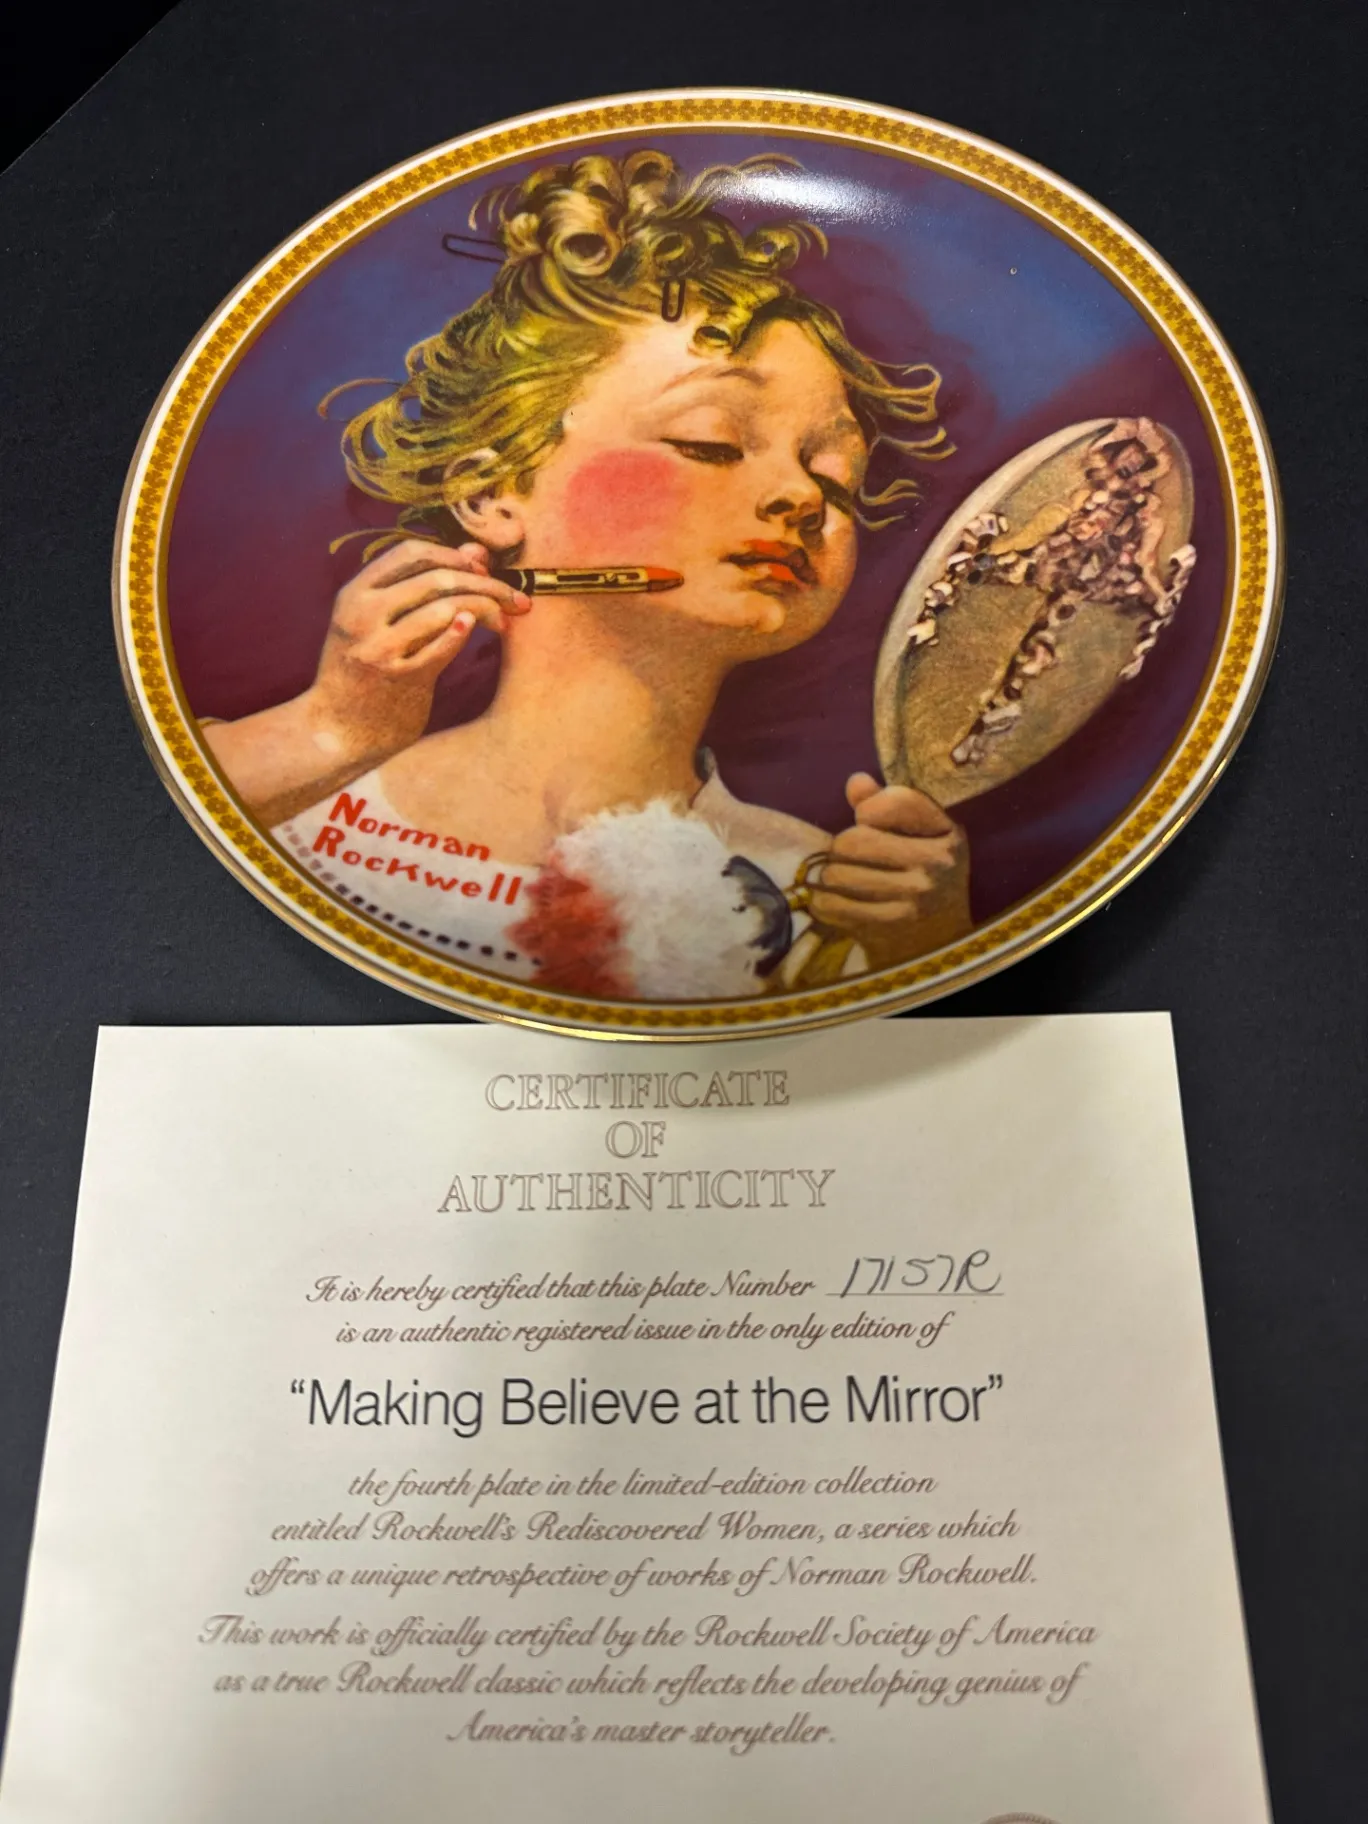 Norman
Rockwell
CERTIFICATE
OF
AUTHENTICITY
It is hereby certified that this plate Number 17157R
is an authentic registered issue in the only edition of
“Making Believe at the Mirror”
the fourth plate in the limited-edition collection
entitled Rockwell's Rediscovered Women, a series which
offers a unique retrospective of works of Norman Rockwell.
This work is officially certified by the Rockwell Society of America
as a true Rockwell classic which reflects the developing genius of
America's master storyteller.